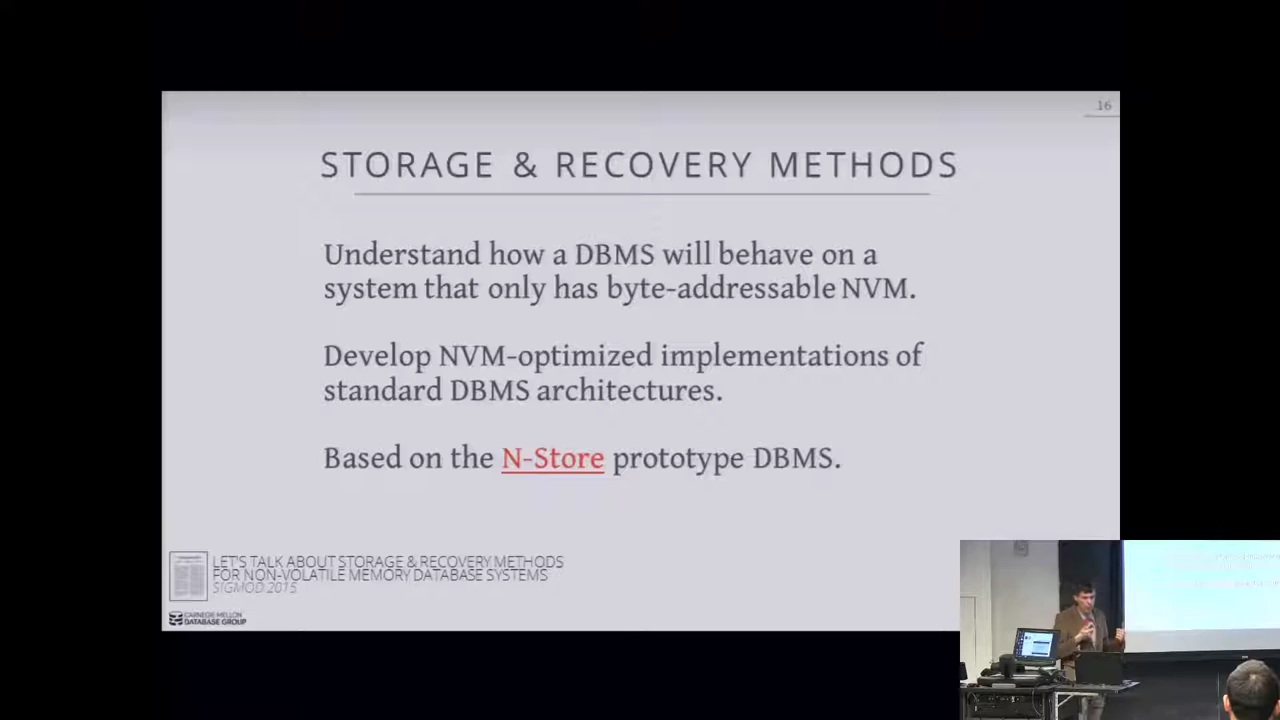 16
STORAGE & RECOVERY METHODS
Understand how a DBMS will behave on a
system that only has byte-addressable NVM.
Develop NVM-optimized implementations of
standard DBMS architectures.
Based on the N-Store prototype DBMS.
LET'S TALK ABOUT STORAGE & RECOVERY METHODS
FOR NON-VOLATILE MEMORY DATABASE SYSTEMS
SIGMOD 2015
CARNEGIE MELLON
DATABASE GROUP